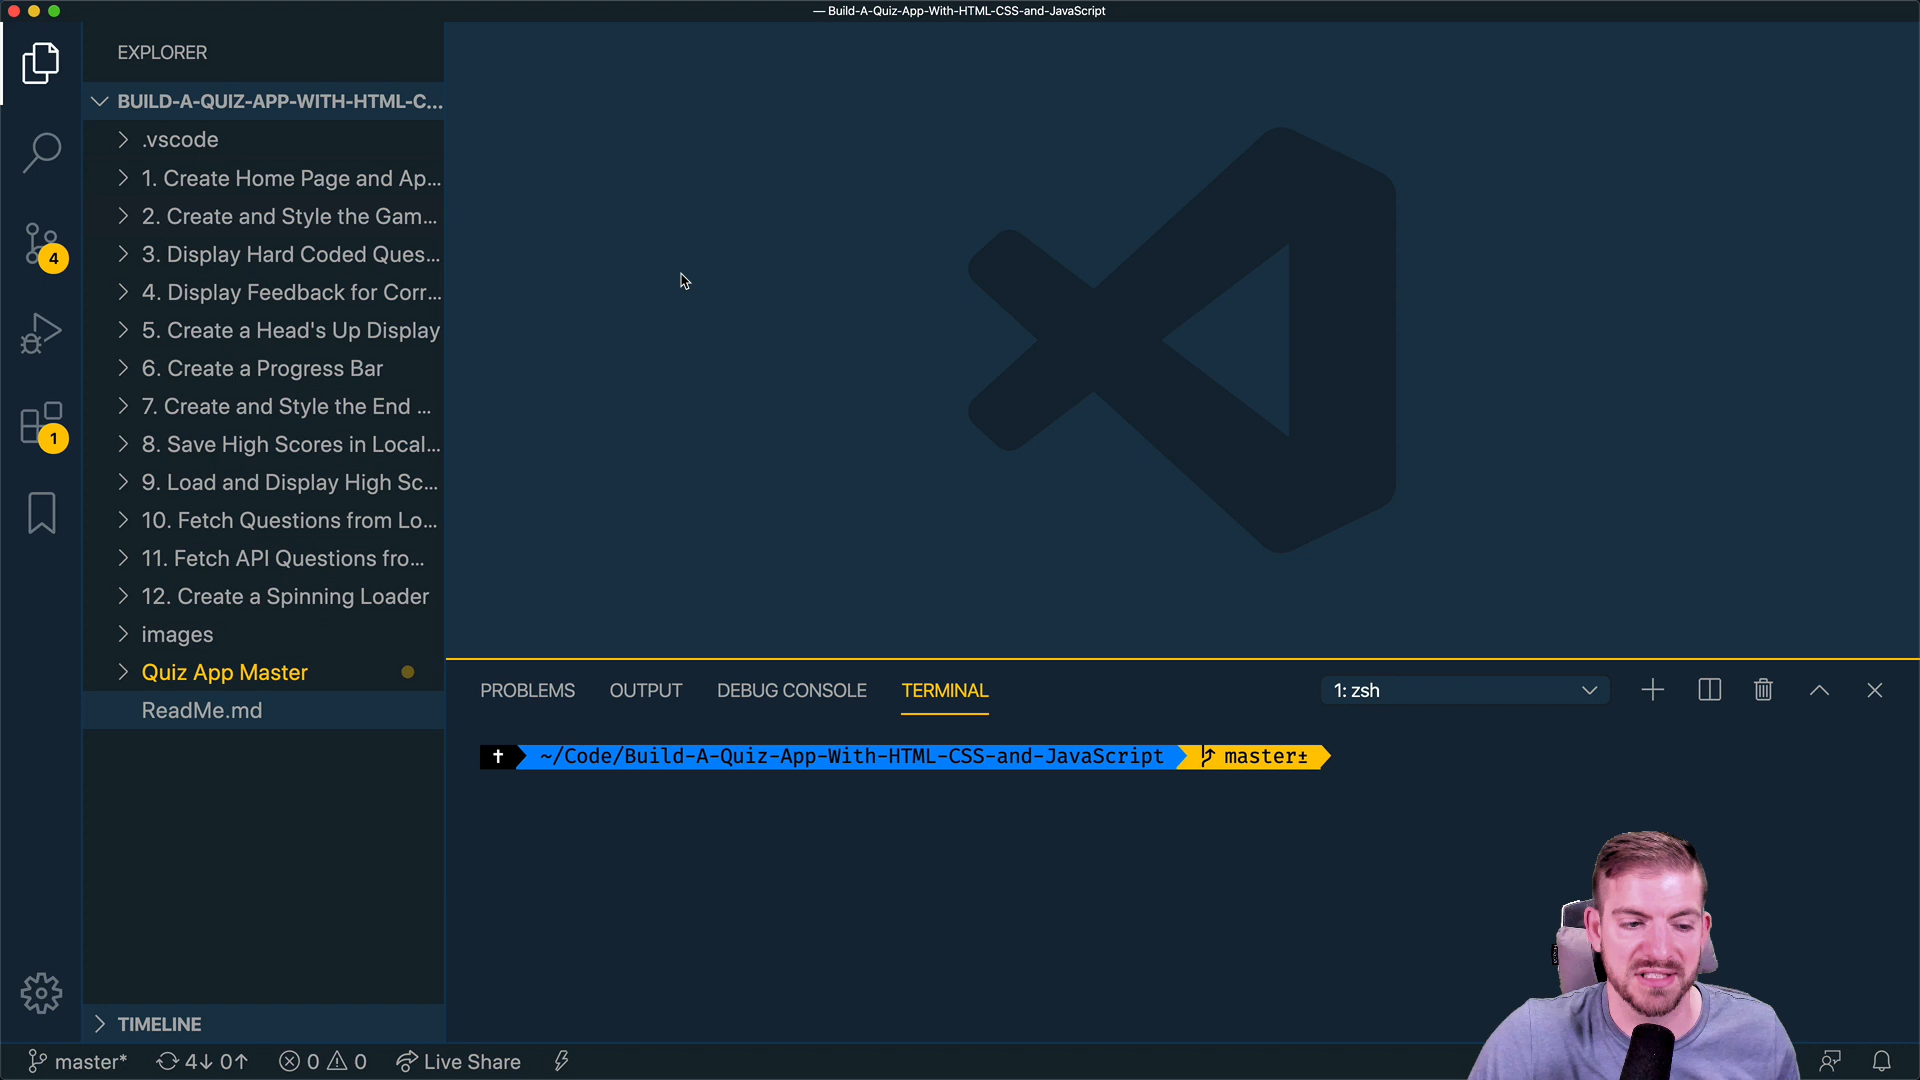 — Build-A-Quiz-App-With-HTML-CSS-and-JavaScript
EXPLORER
BUILD-A-QUIZ-APP-WITH-HTML-C...
.vscode
1. Create Home Page and Ap...
2. Create and Style the Gam...
3. Display Hard Coded Ques...
4. Display Feedback for Corr...
5. Create a Head's Up Display
6. Create a Progress Bar
7. Create and Style the End ...
8. Save High Scores in Local...
9. Load and Display High Sc...
10. Fetch Questions from Lo...
11. Fetch API Questions fro...
12. Create a Spinning Loader
images
Quiz App Master
ReadMe.md
TIMELINE
4
1
PROBLEMS OUTPUT DEBUG CONSOLE TERMINAL 1: zsh
~/Code/Build-A-Quiz-App-With-HTML-CSS-and-JavaScript master±
master* 4↓ 0↑ 0 0 Live Share